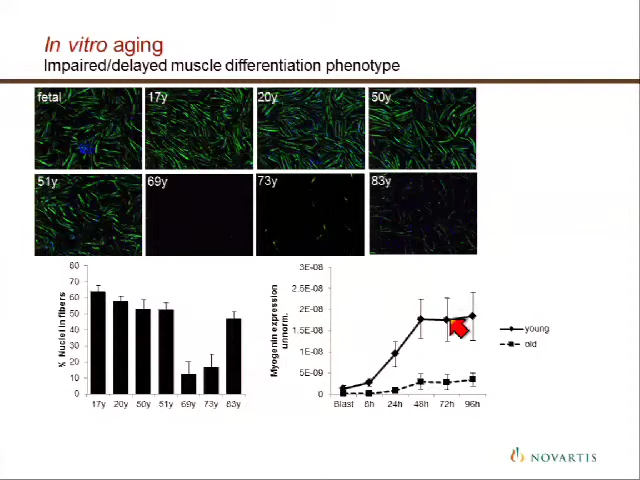 In vitro aging
Impaired/delayed muscle differentiation phenotype
fetal 17y 20y 50y
51y 69y 73y 83y
% Nuclei in fibers
80
70
60
50
40
30
20
10
0
17y 20y 50y 51y 69y 73y 83y
Myogenin expression
unnorm.
3E-08
2.5E-08
2E-08
1.5E-08
1E-08
5E-09
0
Blast 8h 24h 48h 72h 96h
young
old
NOVARTIS